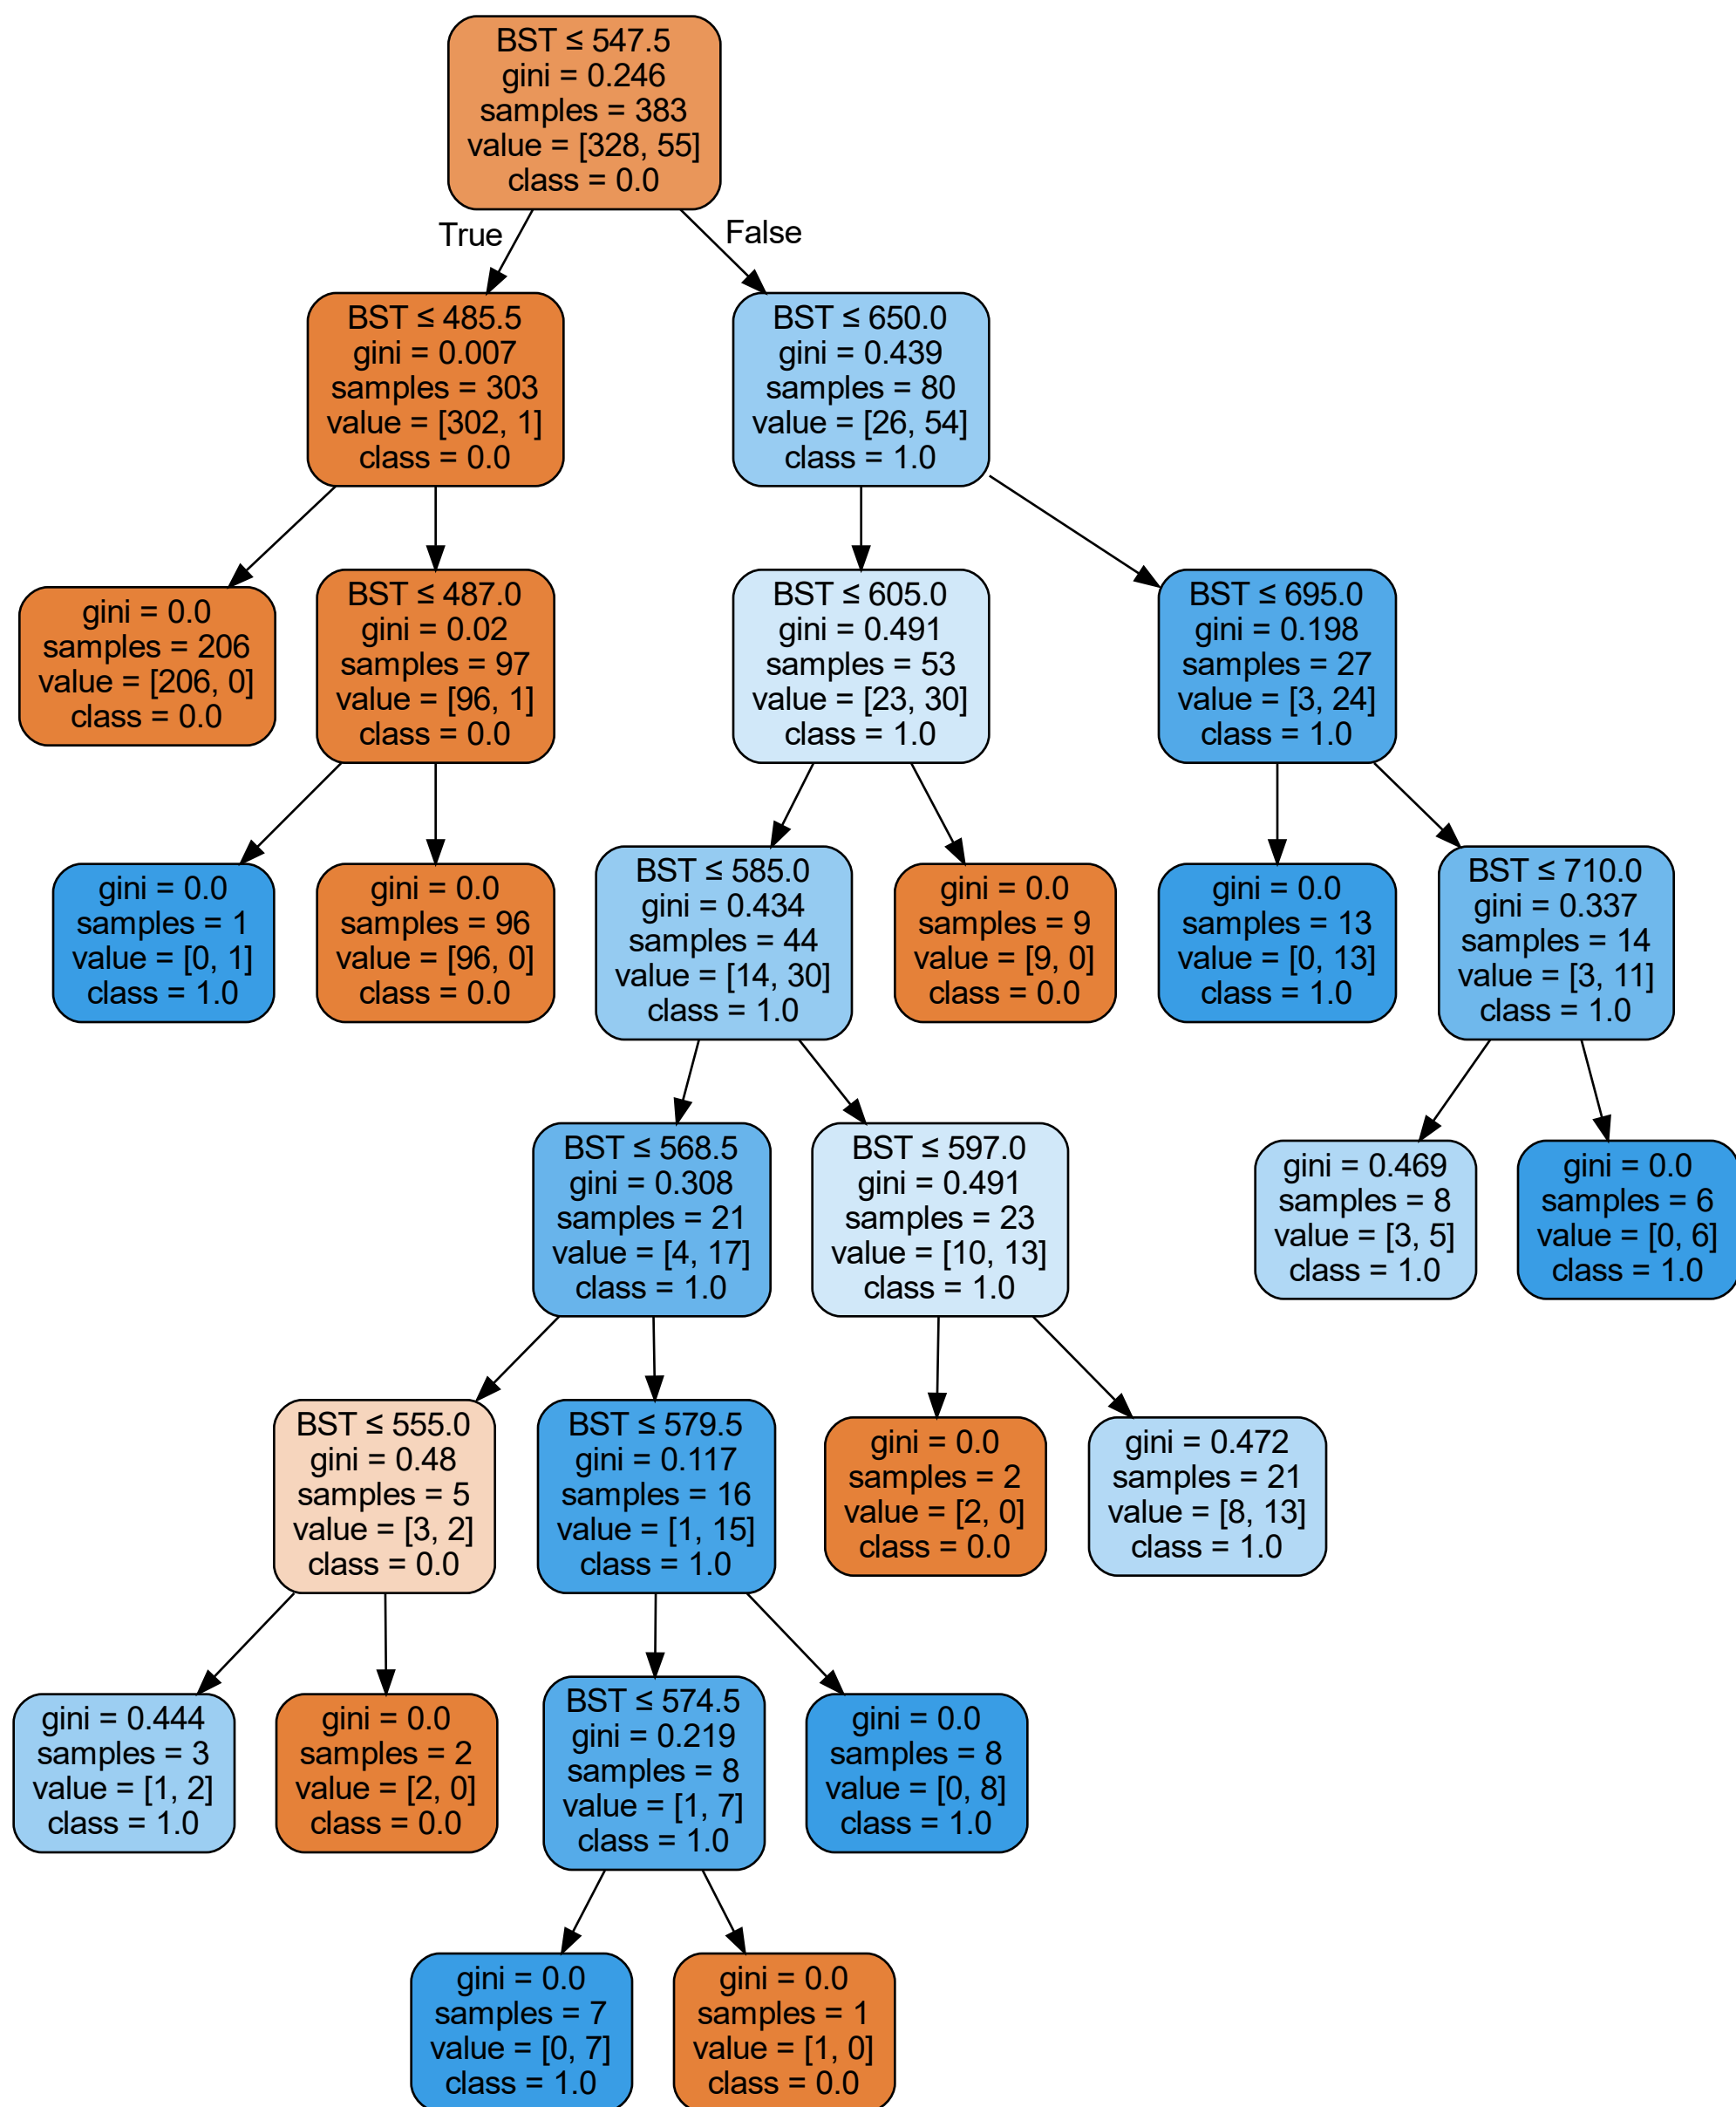 BST ≤ 547.5
gini = 0.246
samples = 383
value = [328, 55]
class = 0.0
True
False
BST ≤ 485.5
gini = 0.007
samples = 303
value = [302, 1]
class = 0.0
BST ≤ 650.0
gini = 0.439
samples = 80
value = [26, 54]
class = 1.0
gini = 0.0
samples = 206
value = [206, 0]
class = 0.0
BST ≤ 487.0
gini = 0.02
samples = 97
value = [96, 1]
class = 0.0
BST ≤ 605.0
gini = 0.491
samples = 53
value = [23, 30]
class = 1.0
BST ≤ 695.0
gini = 0.198
samples = 27
value = [3, 24]
class = 1.0
gini = 0.0
samples = 1
value = [0, 1]
class = 1.0
gini = 0.0
samples = 96
value = [96, 0]
class = 0.0
BST ≤ 585.0
gini = 0.434
samples = 44
value = [14, 30]
class = 1.0
gini = 0.0
samples = 9
value = [9, 0]
class = 0.0
gini = 0.0
samples = 13
value = [0, 13]
class = 1.0
BST ≤ 710.0
gini = 0.337
samples = 14
value = [3, 11]
class = 1.0
BST ≤ 568.5
gini = 0.308
samples = 21
value = [4, 17]
class = 1.0
BST ≤ 597.0
gini = 0.491
samples = 23
value = [10, 13]
class = 1.0
gini = 0.469
samples = 8
value = [3, 5]
class = 1.0
gini = 0.0
samples = 6
value = [0, 6]
class = 1.0
BST ≤ 555.0
gini = 0.48
samples = 5
value = [3, 2]
class = 0.0
BST ≤ 579.5
gini = 0.117
samples = 16
value = [1, 15]
class = 1.0
gini = 0.0
samples = 2
value = [2, 0]
class = 0.0
gini = 0.472
samples = 21
value = [8, 13]
class = 1.0
gini = 0.444
samples = 3
value = [1, 2]
class = 1.0
gini = 0.0
samples = 2
value = [2, 0]
class = 0.0
BST ≤ 574.5
gini = 0.219
samples = 8
value = [1, 7]
class = 1.0
gini = 0.0
samples = 8
value = [0, 8]
class = 1.0
gini = 0.0
samples = 7
value = [0, 7]
class = 1.0
gini = 0.0
samples = 1
value = [1, 0]
class = 0.0